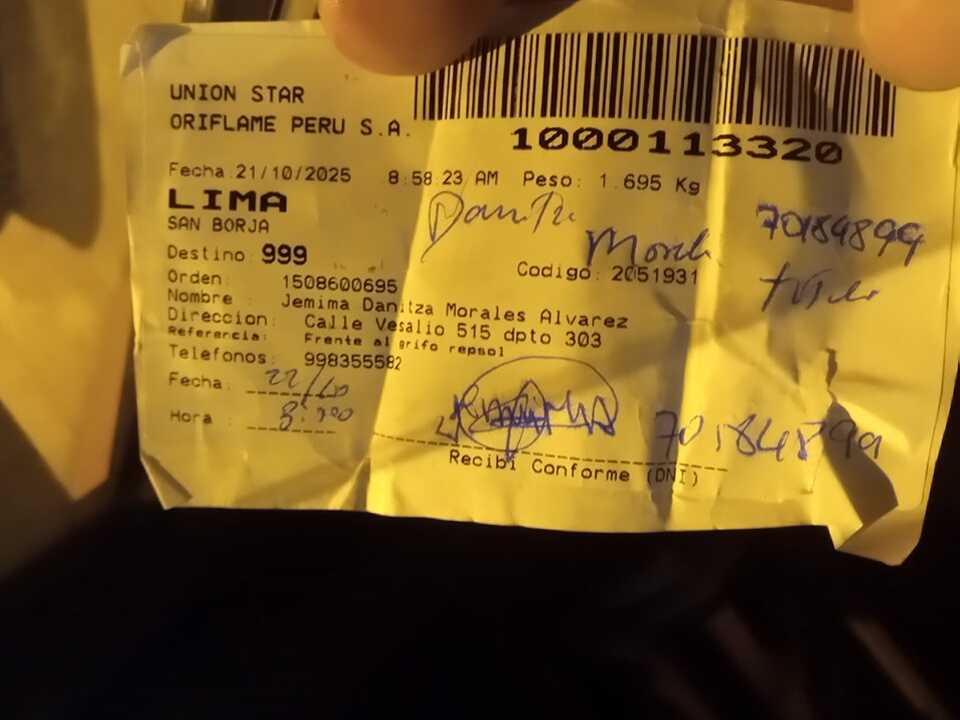 UNION STAR
ORIFLAME PERU S.A.
1000113320
Fecha 21/10/2025 8:58:23 AM Peso: 1.695 Kg
LIMA
SAN BORJA
70184899
Destino 999
Codigo: 2051931
Orden: 1508600695
Nombre : Jemima Danitza Morales Alvarez
Direccion: Calle Vesalio 515 dpto 303
Referencia: Frente al grifo repsol
Telefonos: 998355582
Fecha: 22/10
Hora : 8:00
70184899
Recibi Conforme (DNI)